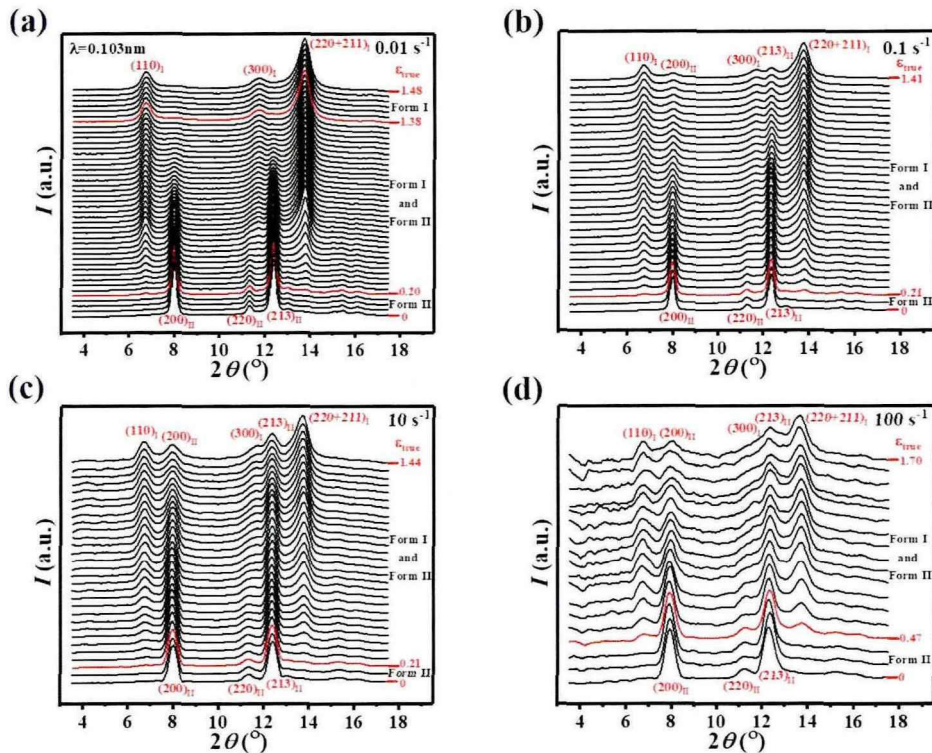 (a)
λ=0.103nm
0.01 s⁻¹
(220+211)I
(110)I
(300)I
εtrue
1.48
Form I
1.38
Form I
and
Form II
0.20
Form II
0
(200)II
(220)II
(213)II
I (a.u.)
4 6 8 10 12 14 16 18
2θ(°)
(b)
0.1 s⁻¹
(110)I
(200)II
(300)I
(213)II
(220+211)I
εtrue
1.41
Form I
and
Form II
0.21
Form II
0
(200)II
(220)II
(213)II
I (a.u.)
4 6 8 10 12 14 16 18
2θ(°)
(c)
10 s⁻¹
(110)I
(200)II
(300)I
(213)II
(220+211)I
εtrue
1.44
Form I
and
Form II
0.21
Form II
0
(200)II
(220)II
(213)II
I (a.u.)
4 6 8 10 12 14 16 18
2θ(°)
(d)
100 s⁻¹
(110)I
(200)II
(300)I
(213)II
(220+211)I
εtrue
1.70
Form I
and
Form II
0.47
Form II
0
(200)II
(220)II
(213)II
I (a.u.)
4 6 8 10 12 14 16 18
2θ(°)